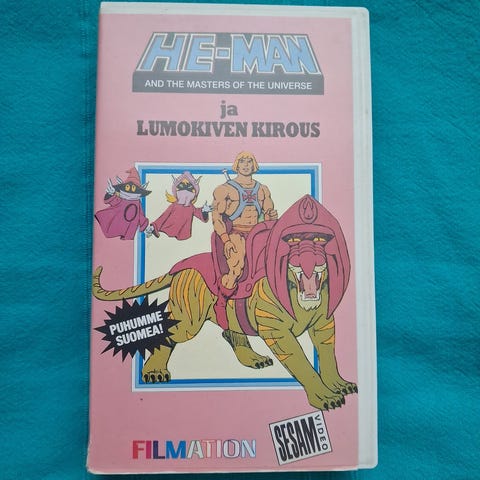 HE-MAN
AND THE MASTERS OF THE UNIVERSE
ja
LUMOKIVEN KIROUS
O
PUHUMME
SUOMEA!
FILMATION
SESAM
VIDEO